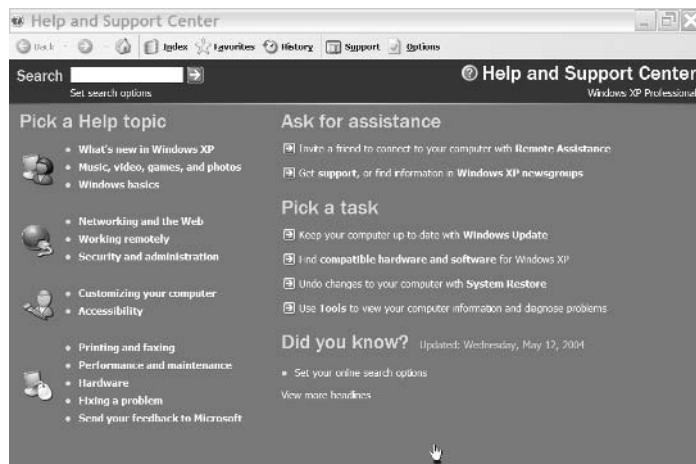 Help and Support Center
Back
Index Favorites History Support Options
Search
Set search options
Help and Support Center
Windows XP Professional
Pick a Help topic
What's new in Windows XP
Music, video, games, and photos
Windows basics
Networking and the Web
Working remotely
Security and administration
Customizing your computer
Accessibility
Printing and faxing
Performance and maintenance
Hardware
Fixing a problem
Send your feedback to Microsoft
Ask for assistance
Invite a friend to connect to your computer with Remote Assistance
Get support, or find information in Windows XP newsgroups
Pick a task
Keep your computer up-to-date with Windows Update
Find compatible hardware and software for Windows XP
Undo changes to your computer with System Restore
Use Tools to view your computer information and diagnose problems
Did you know? Updated: Wednesday, May 12, 2004
Set your online search options
View more headlines